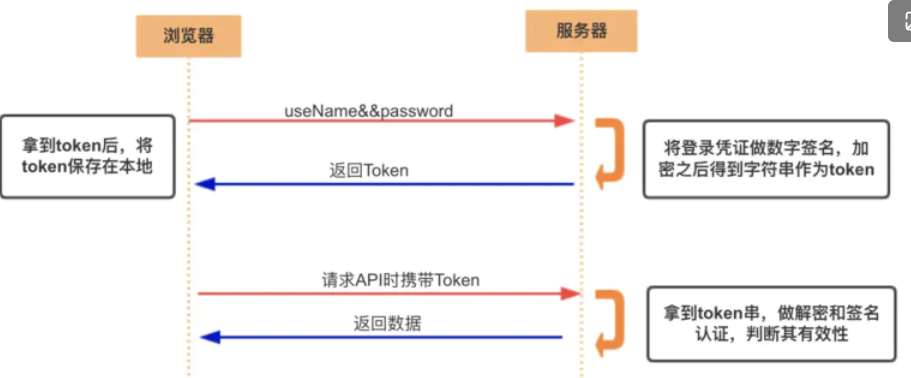 浏览器
服务器
useName&&password
拿到token后，将
token保存在本地
将登录凭证做数字签名，加
密之后得到字符串作为token
返回Token
请求API时携带Token
拿到token串，做解密和签名
认证，判断其有效性
返回数据